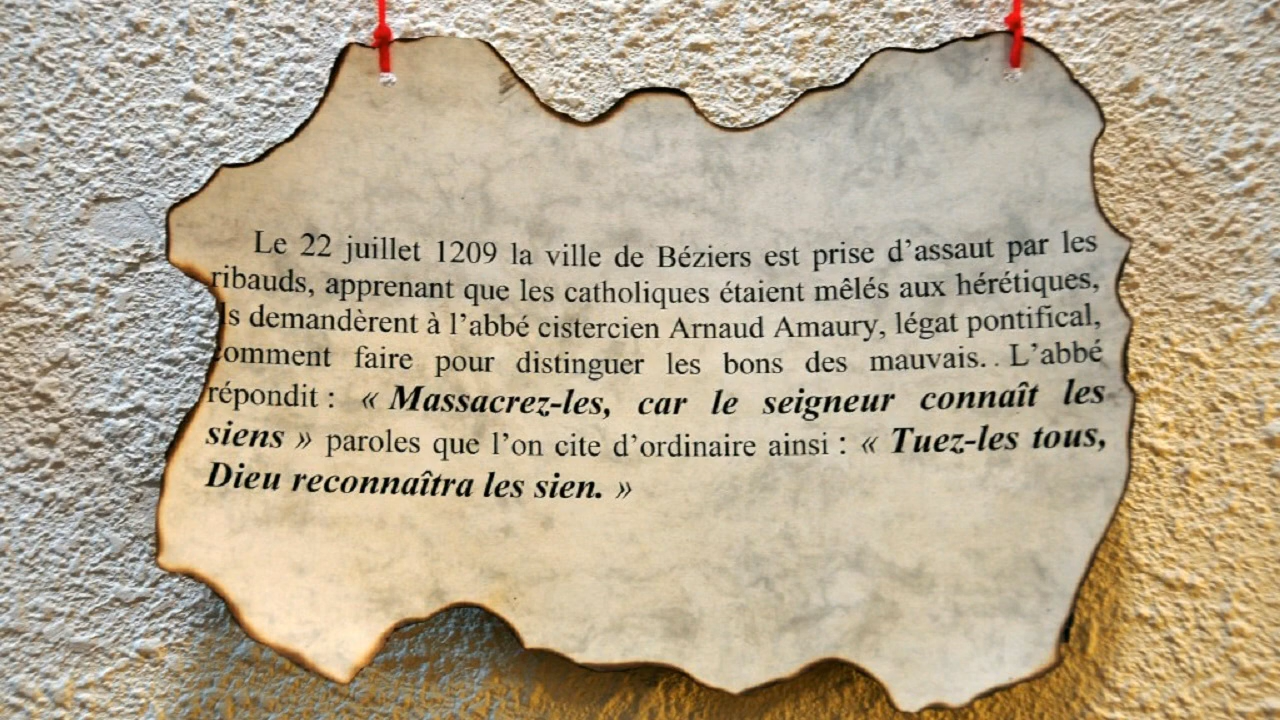 Le 22 juillet 1209 la ville de Béziers est prise d’assaut par les
ribauds, apprenant que les catholiques étaient mêlés aux hérétiques,
ils demandèrent à l’abbé cistercien Arnaud Amaury, légat pontifical,
comment faire pour distinguer les bons des mauvais.. L’abbé
répondit : « Massacrez-les, car le seigneur connaît les
siens » paroles que l’on cite d’ordinaire ainsi : « Tuez-les tous,
Dieu reconnaîtra les sien. »